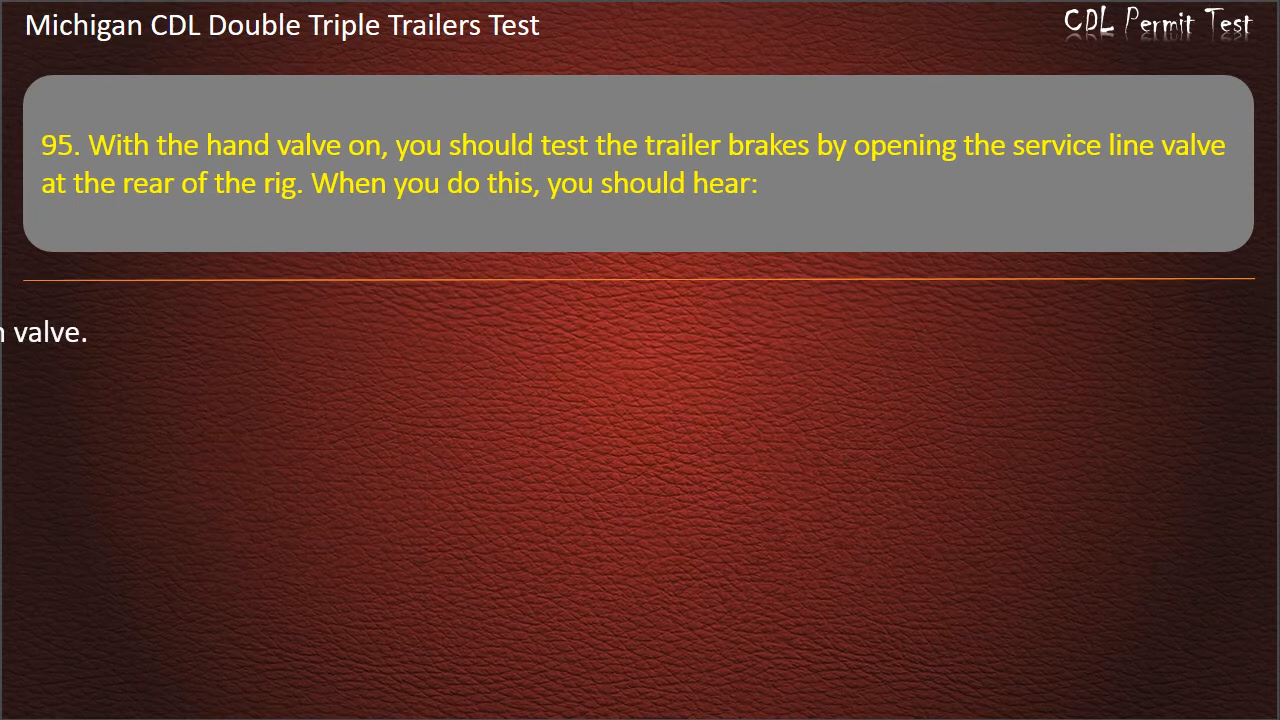 Michigan CDL Double Triple Trailers Test
CDL Permit Test
95. With the hand valve on, you should test the trailer brakes by opening the service line valve
at the rear of the rig. When you do this, you should hear:
valve.